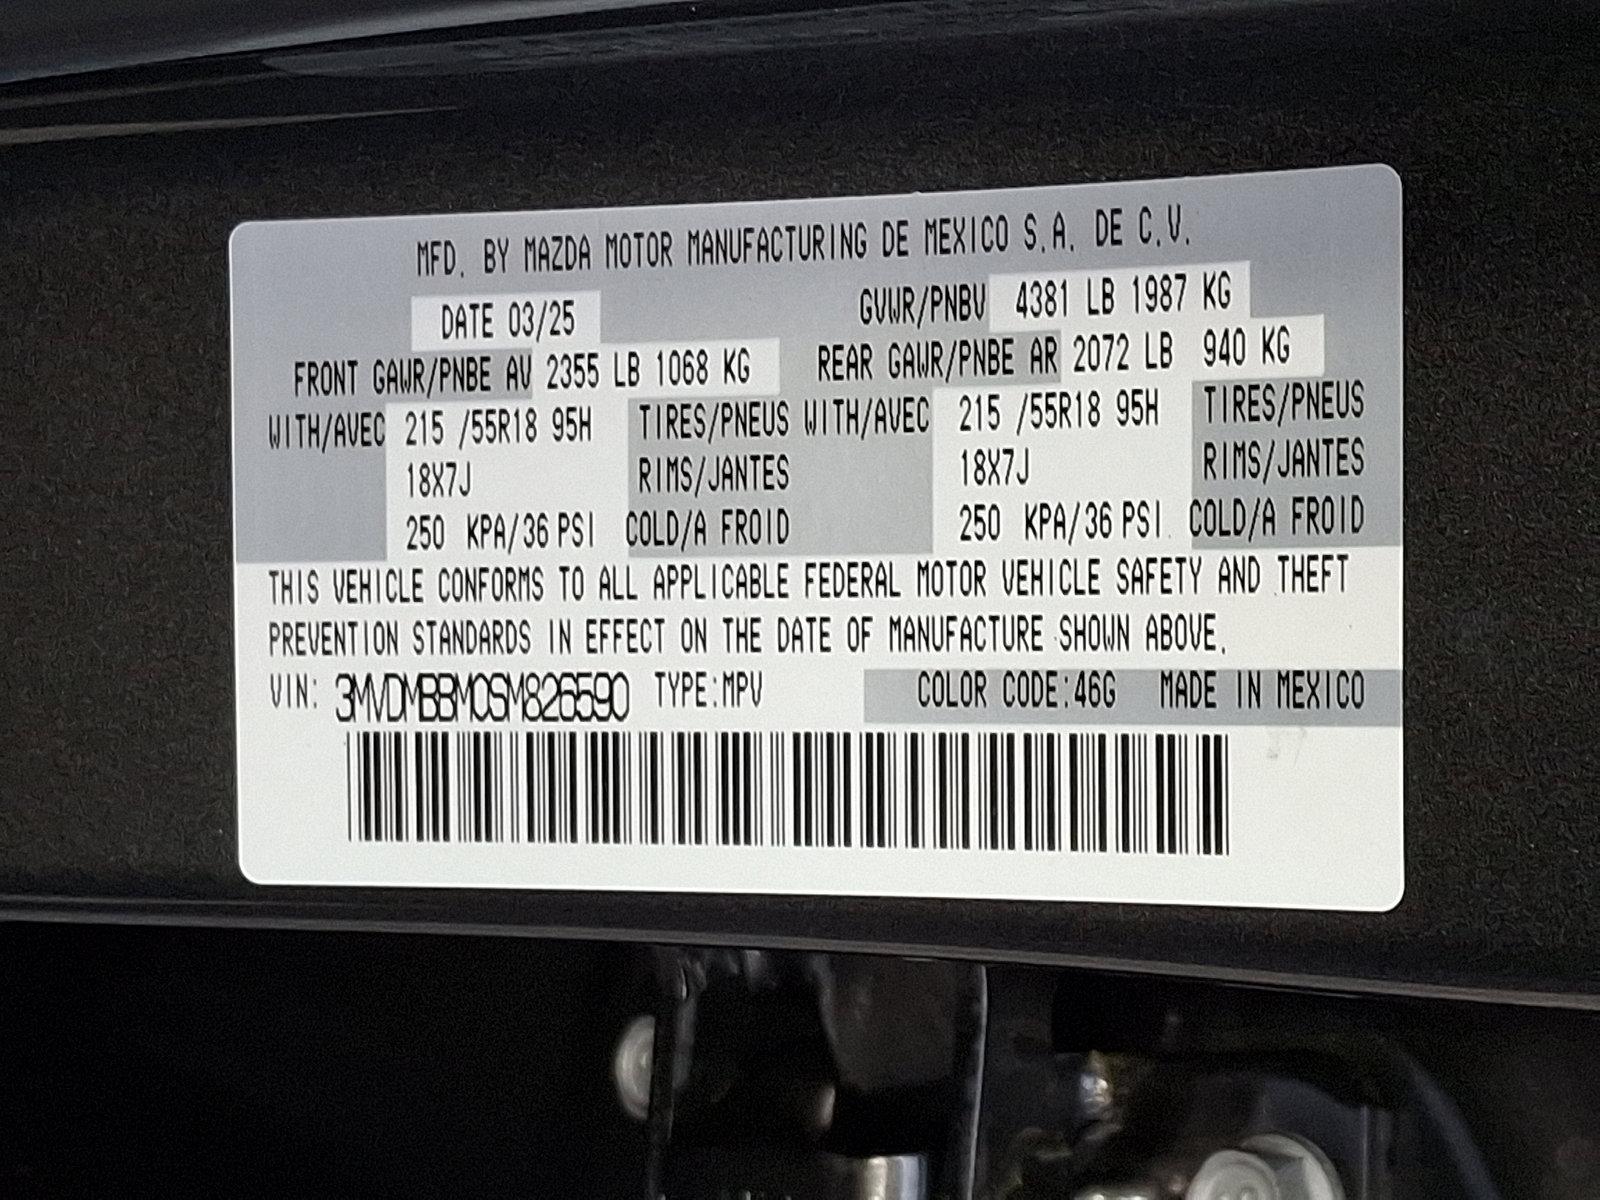 MFD. BY MAZDA MOTOR MANUFACTURING DE MEXICO S.A. DE C.V.
DATE 03/25 GVWR/PNBV 4381 LB 1987 KG
FRONT GAWR/PNBE AV 2355 LB 1068 KG REAR GAWR/PNBE AR 2072 LB 940 KG
WITH/AVEC 215 /55R18 95H TIRES/PNEUS WITH/AVEC 215 /55R18 95H TIRES/PNEUS
18X7J RIMS/JANTES 18X7J RIMS/JANTES
250 KPA/36 PSI COLD/A FROID 250 KPA/36 PSI COLD/A FROID
THIS VEHICLE CONFORMS TO ALL APPLICABLE FEDERAL MOTOR VEHICLE SAFETY AND THEFT
PREVENTION STANDARDS IN EFFECT ON THE DATE OF MANUFACTURE SHOWN ABOVE.
VIN: 3MVDMBBM0SM826590 TYPE:MPV COLOR CODE:46G MADE IN MEXICO